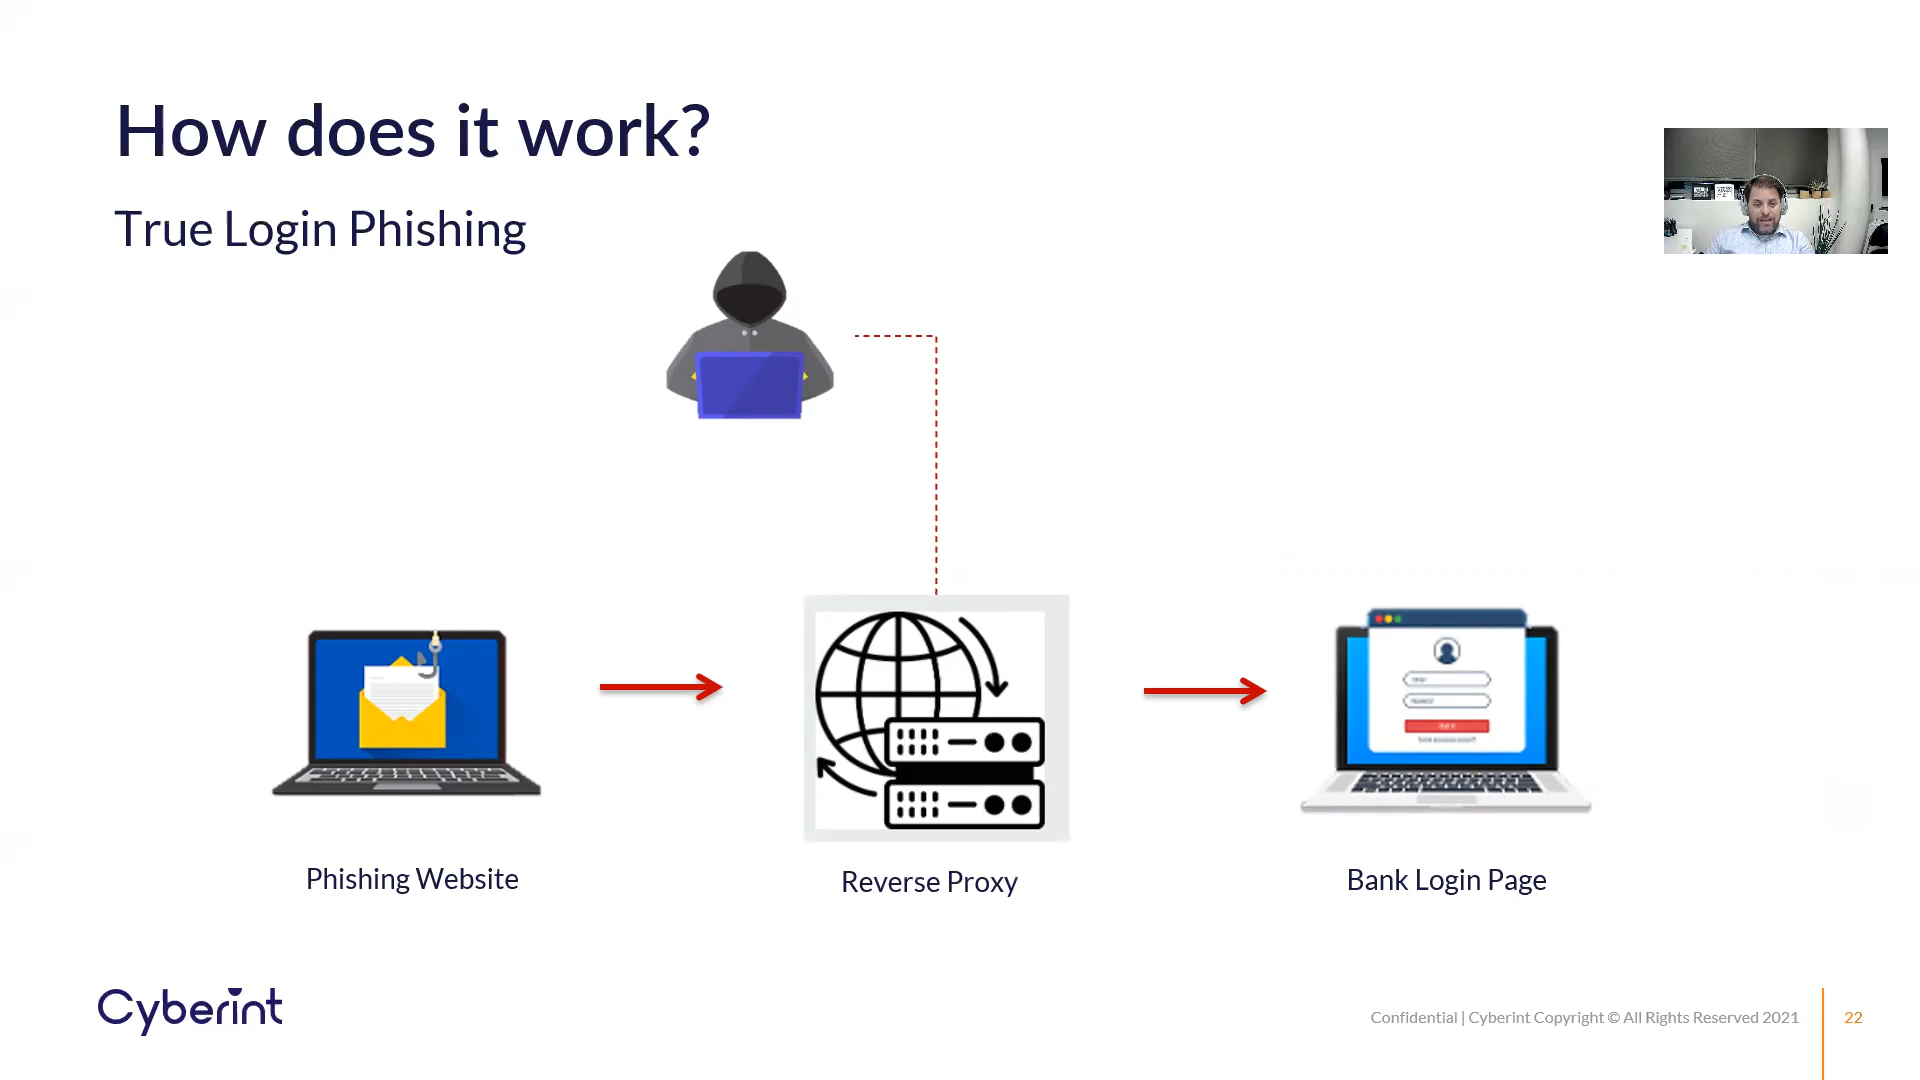 How does it work?
True Login Phishing
Phishing Website
Reverse Proxy
Bank Login Page
Cyberint
Confidential | Cyberint Copyright © All Rights Reserved 2021
22